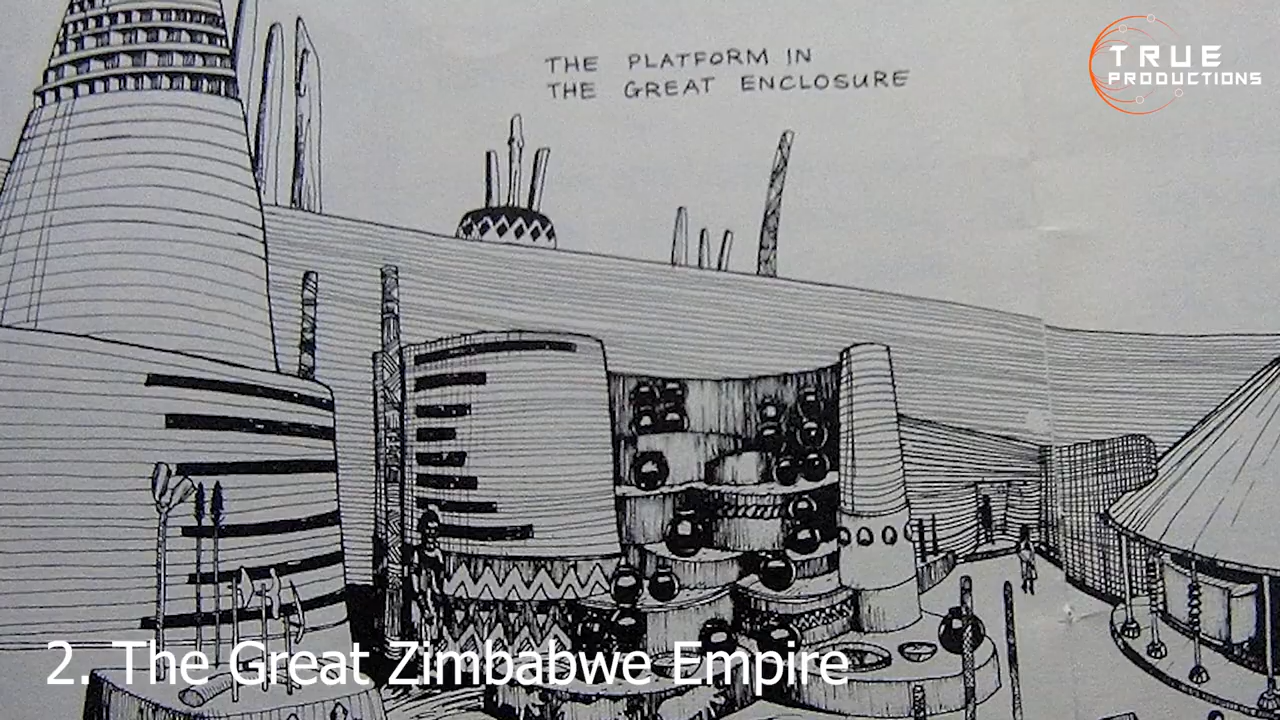 THE PLATFORM IN
THE GREAT ENCLOSURE
TRUE
PRODUCTIONS
2. The Great Zimbabwe Empire